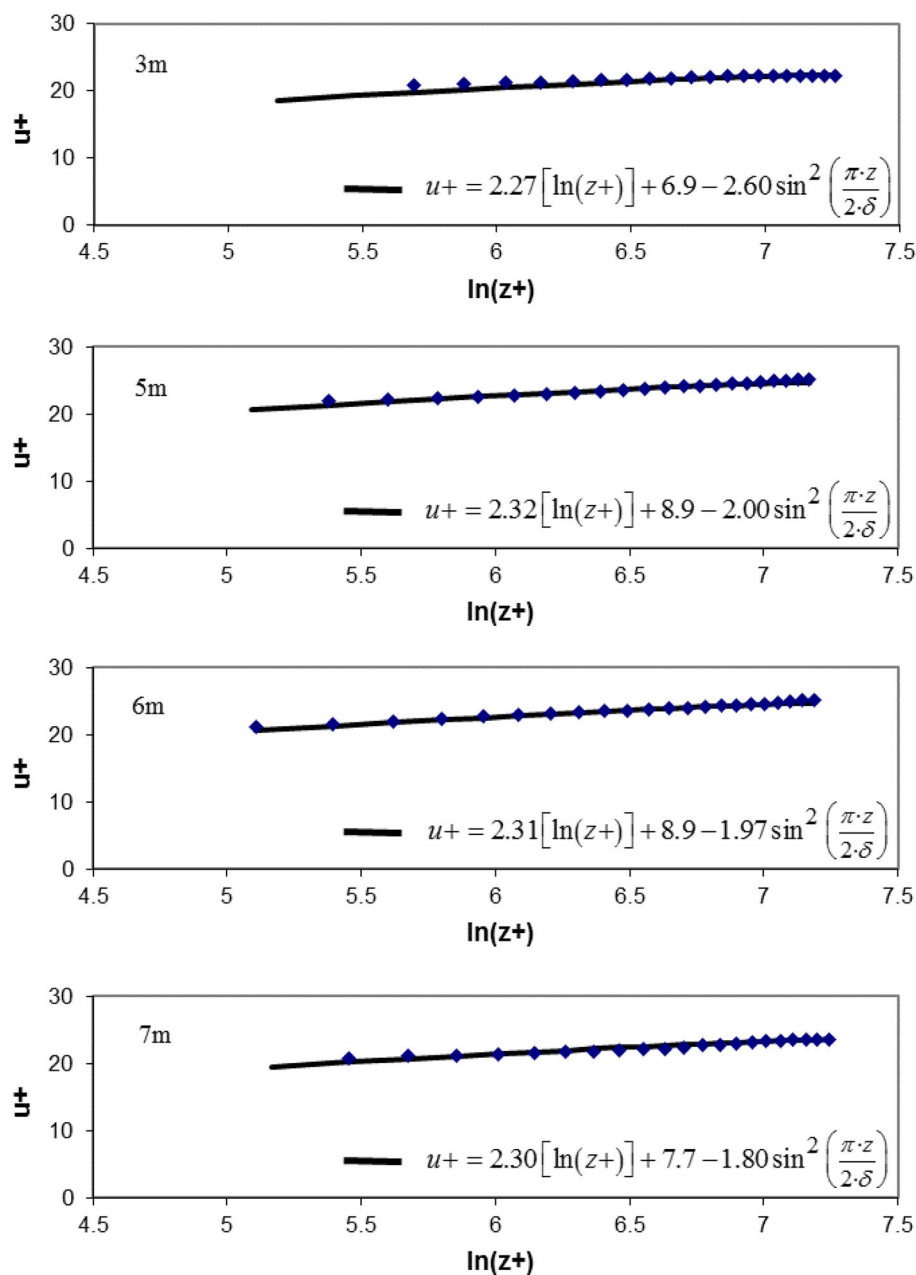 30
3m
20
u+
10
u+ = 2.27 [ln(z+)] + 6.9 − 2.60 sin² (π·z / 2·δ)
0
4.5 5 5.5 6 6.5 7 7.5
ln(z+)
30
5m
20
u+
10
u+ = 2.32 [ln(z+)] + 8.9 − 2.00 sin² (π·z / 2·δ)
0
4.5 5 5.5 6 6.5 7 7.5
ln(z+)
30
6m
20
u+
10
u+ = 2.31 [ln(z+)] + 8.9 − 1.97 sin² (π·z / 2·δ)
0
4.5 5 5.5 6 6.5 7 7.5
ln(z+)
30
7m
20
u+
10
u+ = 2.30 [ln(z+)] + 7.7 − 1.80 sin² (π·z / 2·δ)
0
4.5 5 5.5 6 6.5 7 7.5
ln(z+)